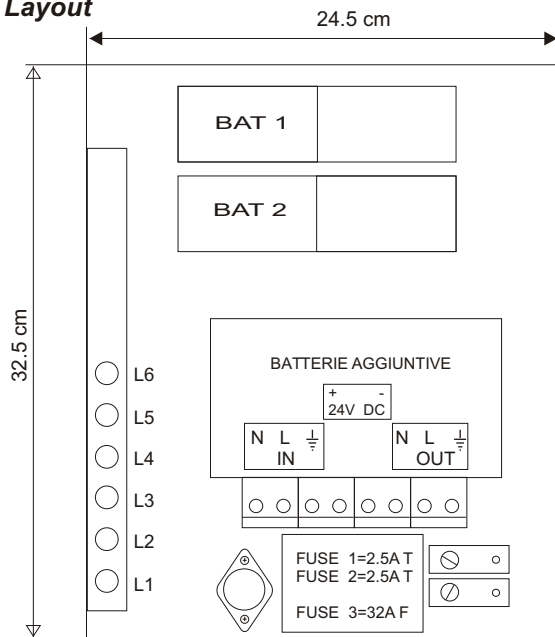 Layout
24.5 cm
32.5 cm
BAT 1
BAT 2
L6
L5
L4
L3
L2
L1
BATTERIE AGGIUNTIVE
+ -
24V DC
N L ⏚
IN
N L ⏚
OUT
FUSE 1=2.5A T
FUSE 2=2.5A T
FUSE 3=32A F